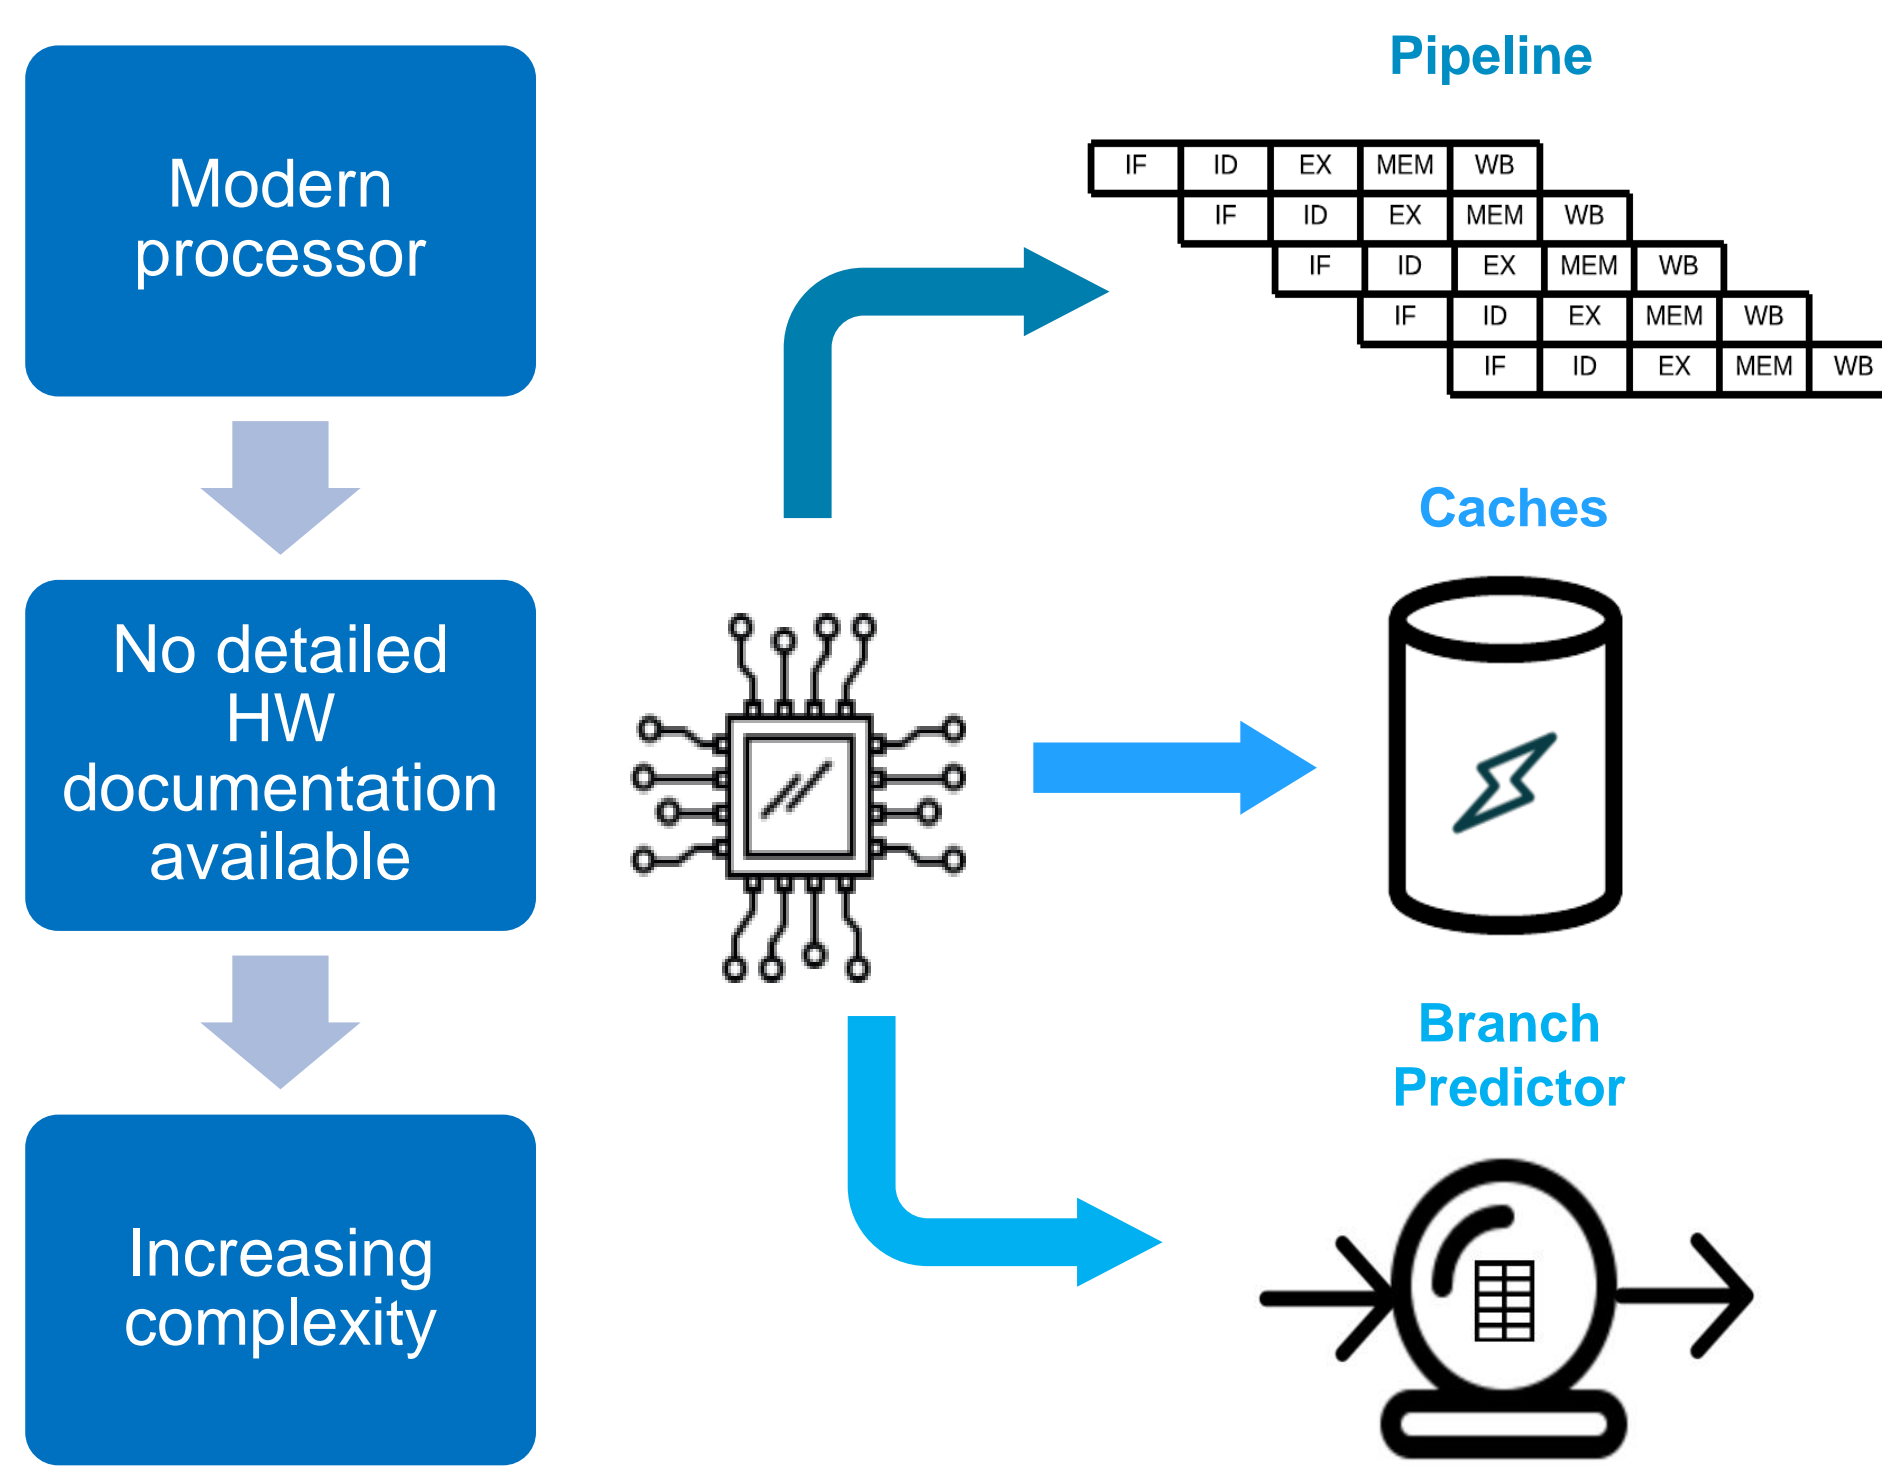 Modern
processor
No detailed
HW
documentation
available
Increasing
complexity
Pipeline
IF ID EX MEM WB
IF ID EX MEM WB
IF ID EX MEM WB
IF ID EX MEM WB
IF ID EX MEM WB
Caches
Branch
Predictor